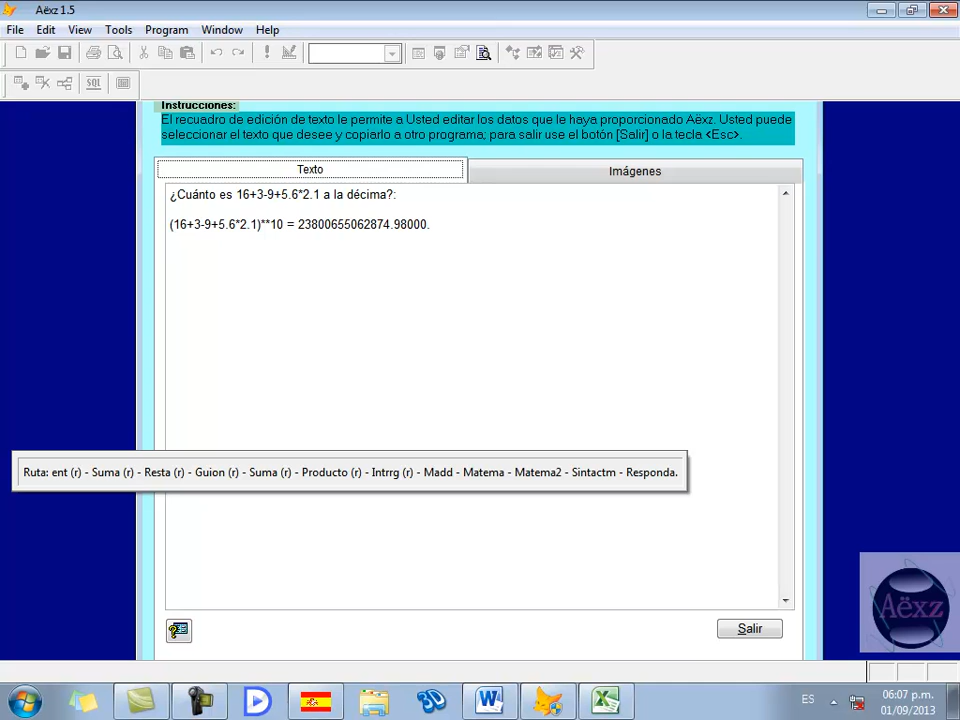 Aëxz 1.5
File Edit View Tools Program Window Help
SQL
Instrucciones:
El recuadro de edición de texto le permite a Usted editar los datos que le haya proporcionado Aëxz. Usted puede
seleccionar el texto que desee y copiarlo a otro programa; para salir use el botón [Salir] o la tecla <Esc>.
Texto
Imágenes
¿Cuánto es 16+3-9+5.6*2.1 a la décima?:
(16+3-9+5.6*2.1)**10 = 23800655062874.98000.
Ruta: ent (r) - Suma (r) - Resta (r) - Guion (r) - Suma (r) - Producto (r) - Intrrg (r) - Madd - Matema - Matema2 - Sintactm - Responda.
Aëxz
Salir
ES
06:07 p.m.
01/09/2013